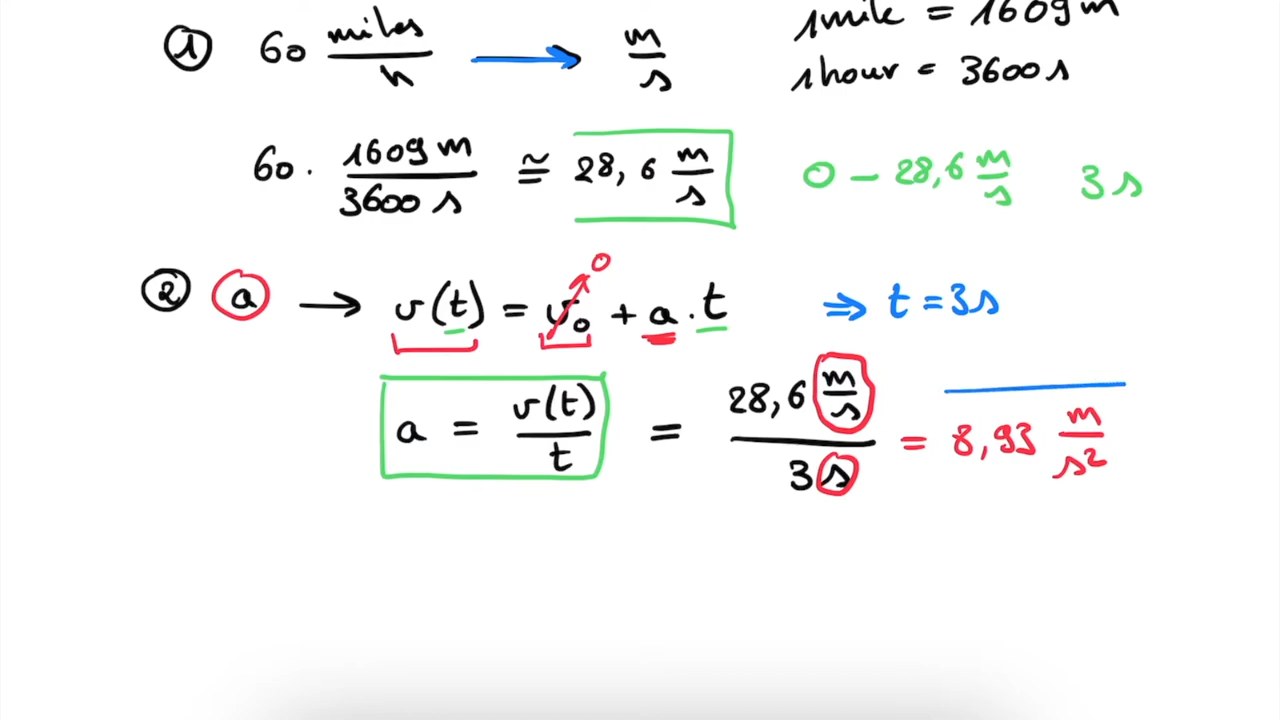 ① 60 miles/h → m/s 1 mile = 1609 m
1 hour = 3600 s
60 · 1609 m / 3600 s ≅ 28,6 m/s 0 – 28,6 m/s 3 s
② a → v(t) = v₀ 0 + a · t ⇒ t = 3s
a = v(t)/t = 28,6 m/s / 3 s = 8,93 m/s²